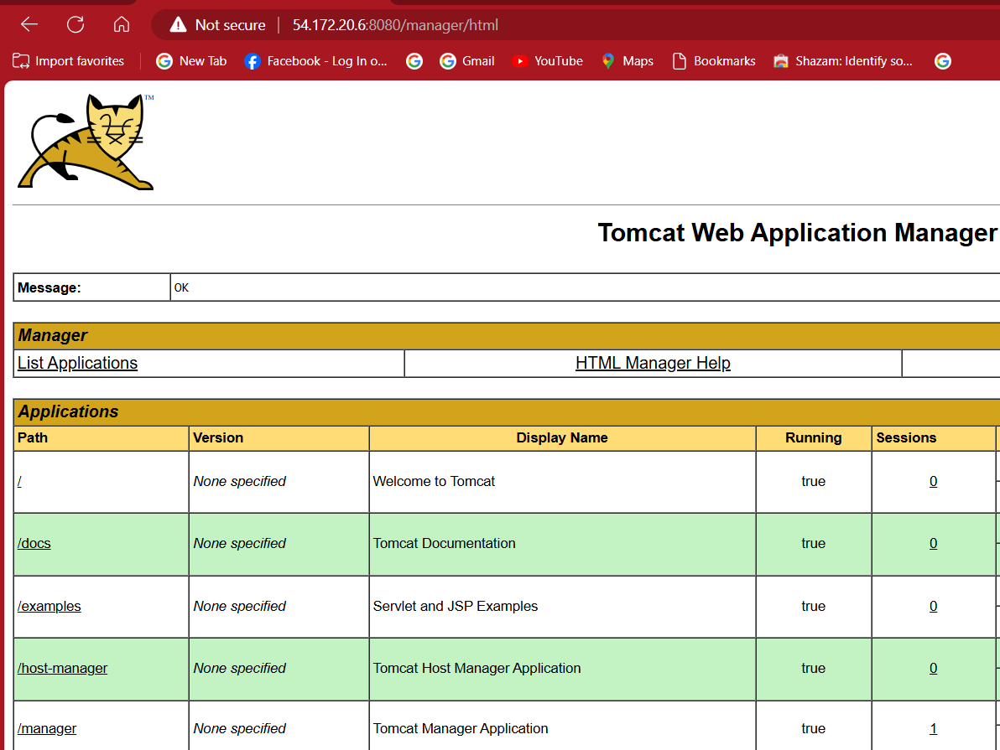 Not secure 54.172.20.6:8080/manager/html
Import favorites New Tab Facebook - Log In o... Gmail YouTube Maps Bookmarks Shazam: Identify so...
TM
Tomcat Web Application Manager
Message: OK
Manager
List Applications HTML Manager Help
Applications
Path Version Display Name Running Sessions
/ None specified Welcome to Tomcat true 0
/docs None specified Tomcat Documentation true 0
/examples None specified Servlet and JSP Examples true 0
/host-manager None specified Tomcat Host Manager Application true 0
/manager None specified Tomcat Manager Application true 1